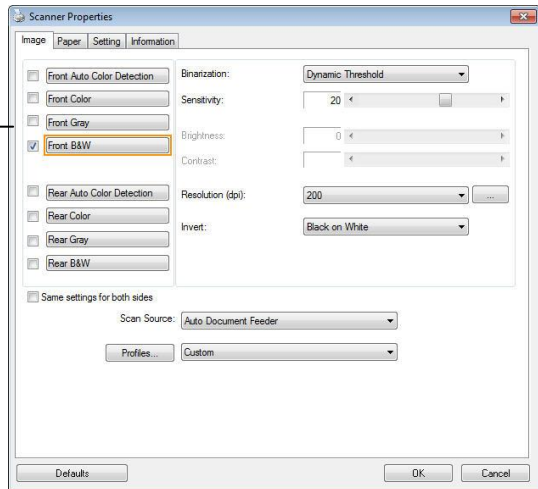 Scanner Properties
Image Paper Setting Information
Front Auto Color Detection
Front Color
Front Gray
Front B&W
Rear Auto Color Detection
Rear Color
Rear Gray
Rear B&W
Binarization: Dynamic Threshold
Sensitivity: 20
Brightness: 0
Contrast:
Resolution (dpi): 200 ...
Invert: Black on White
Same settings for both sides
Scan Source: Auto Document Feeder
Profiles... Custom
Defaults OK Cancel